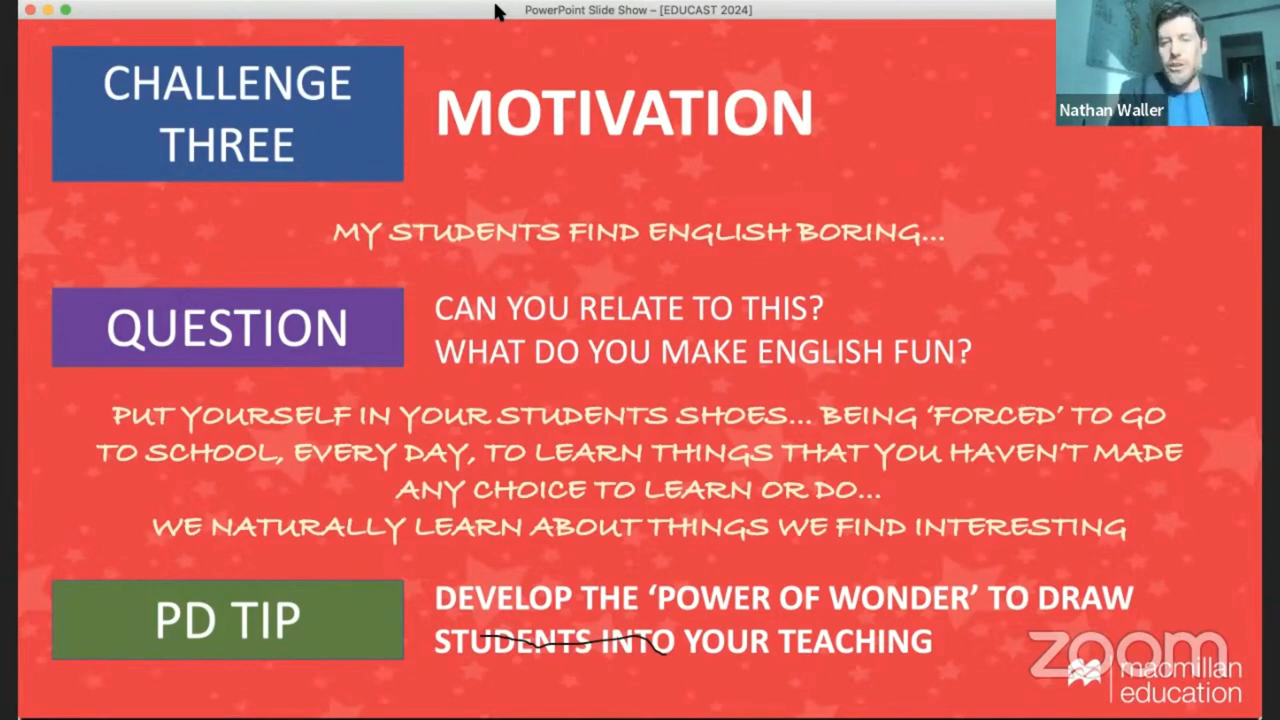 PowerPoint Slide Show – [EDUCAST 2024]
Nathan Waller
CHALLENGE
THREE
MOTIVATION
MY STUDENTS FIND ENGLISH BORING...
QUESTION
CAN YOU RELATE TO THIS?
WHAT DO YOU MAKE ENGLISH FUN?
PUT YOURSELF IN YOUR STUDENTS SHOES... BEING ‘FORCED’ TO GO
TO SCHOOL, EVERY DAY, TO LEARN THINGS THAT YOU HAVEN'T MADE
ANY CHOICE TO LEARN OR DO...
WE NATURALLY LEARN ABOUT THINGS WE FIND INTERESTING
PD TIP
DEVELOP THE ‘POWER OF WONDER’ TO DRAW
STUDENTS INTO YOUR TEACHING
zoom
macmillan
education